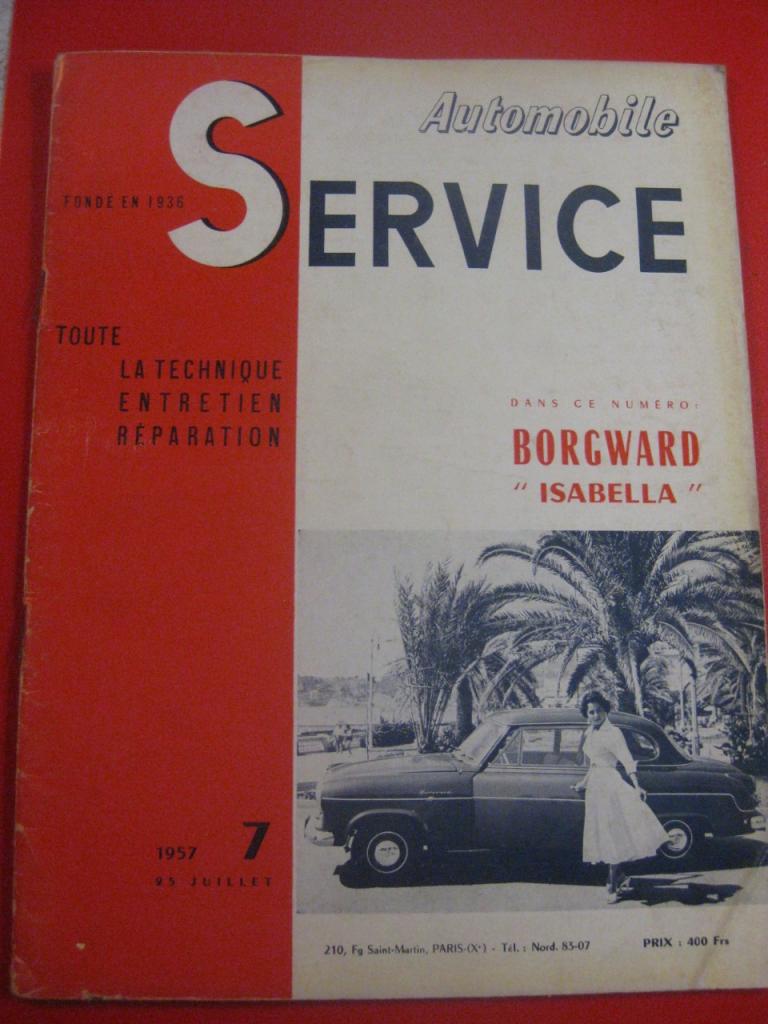 Automobile
SERVICE
FONDÉ EN 1936
TOUTE
LA TECHNIQUE
ENTRETIEN
RÉPARATION
DANS CE NUMÉRO:
BORGWARD
" ISABELLA "
1957 7
25 JUILLET
210, Fg Saint-Martin, PARIS-(Xᵉ) - Tél. : Nord. 83-07
PRIX : 400 Frs